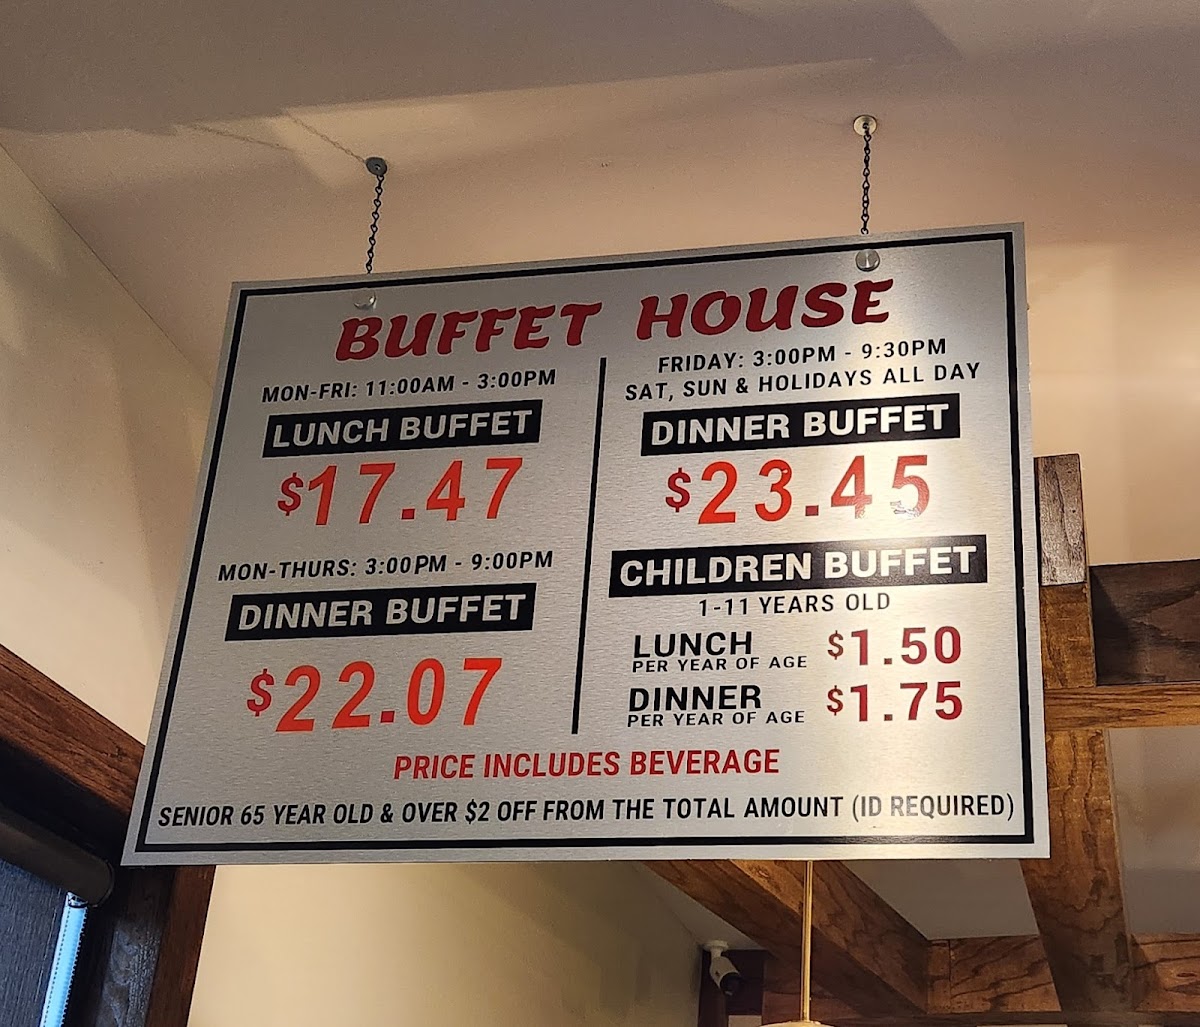 BUFFET HOUSE
MON-FRI: 11:00AM - 3:00PM
LUNCH BUFFET
$17.47
MON-THURS: 3:00PM - 9:00PM
DINNER BUFFET
$22.07
FRIDAY: 3:00PM - 9:30PM
SAT, SUN & HOLIDAYS ALL DAY
DINNER BUFFET
$23.45
CHILDREN BUFFET
1-11 YEARS OLD
LUNCH $1.50
PER YEAR OF AGE
DINNER $1.75
PER YEAR OF AGE
PRICE INCLUDES BEVERAGE
SENIOR 65 YEAR OLD & OVER $2 OFF FROM THE TOTAL AMOUNT (ID REQUIRED)